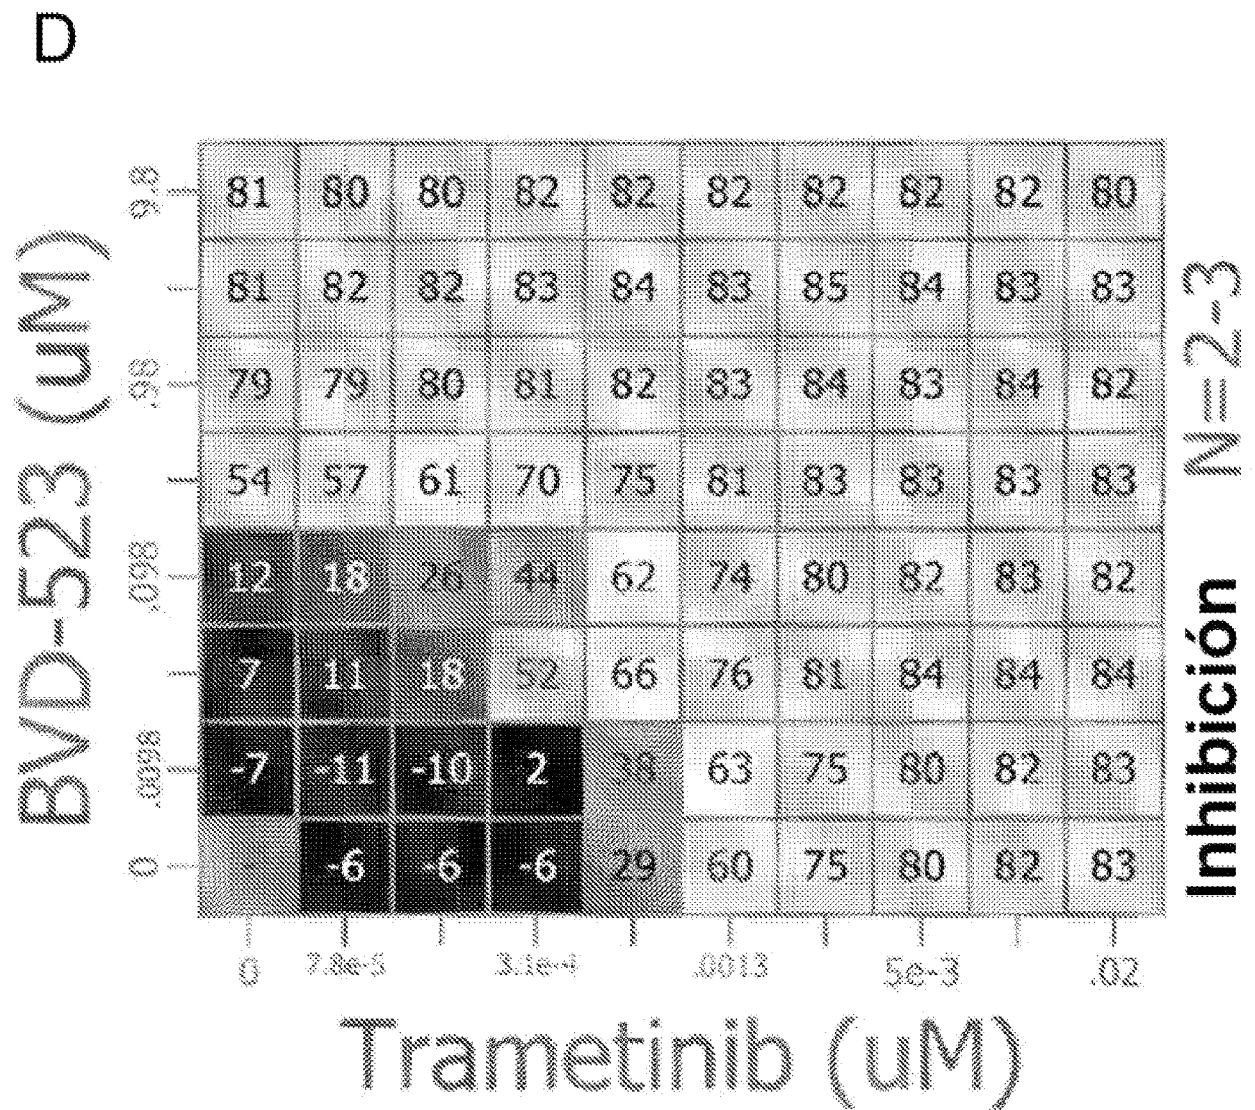 D
BVD-523 (uM)
9.8 81 80 80 82 82 82 82 82 82 80
81 82 82 83 84 83 85 84 83 83
.98 79 79 80 81 82 83 84 83 84 82
54 57 61 70 75 81 83 83 83 83
.098 12 18 26 44 62 74 80 82 83 82
7 11 18 66 76 81 84 84 84
.0098 -7 -11 -10 2 63 75 80 82 83
0 -6 -6 -6 29 60 75 80 82 83
0 7.8e-5 3.1e-4 .0013 5e-3 .02
Trametinib (uM)
Inhibición N=2-3